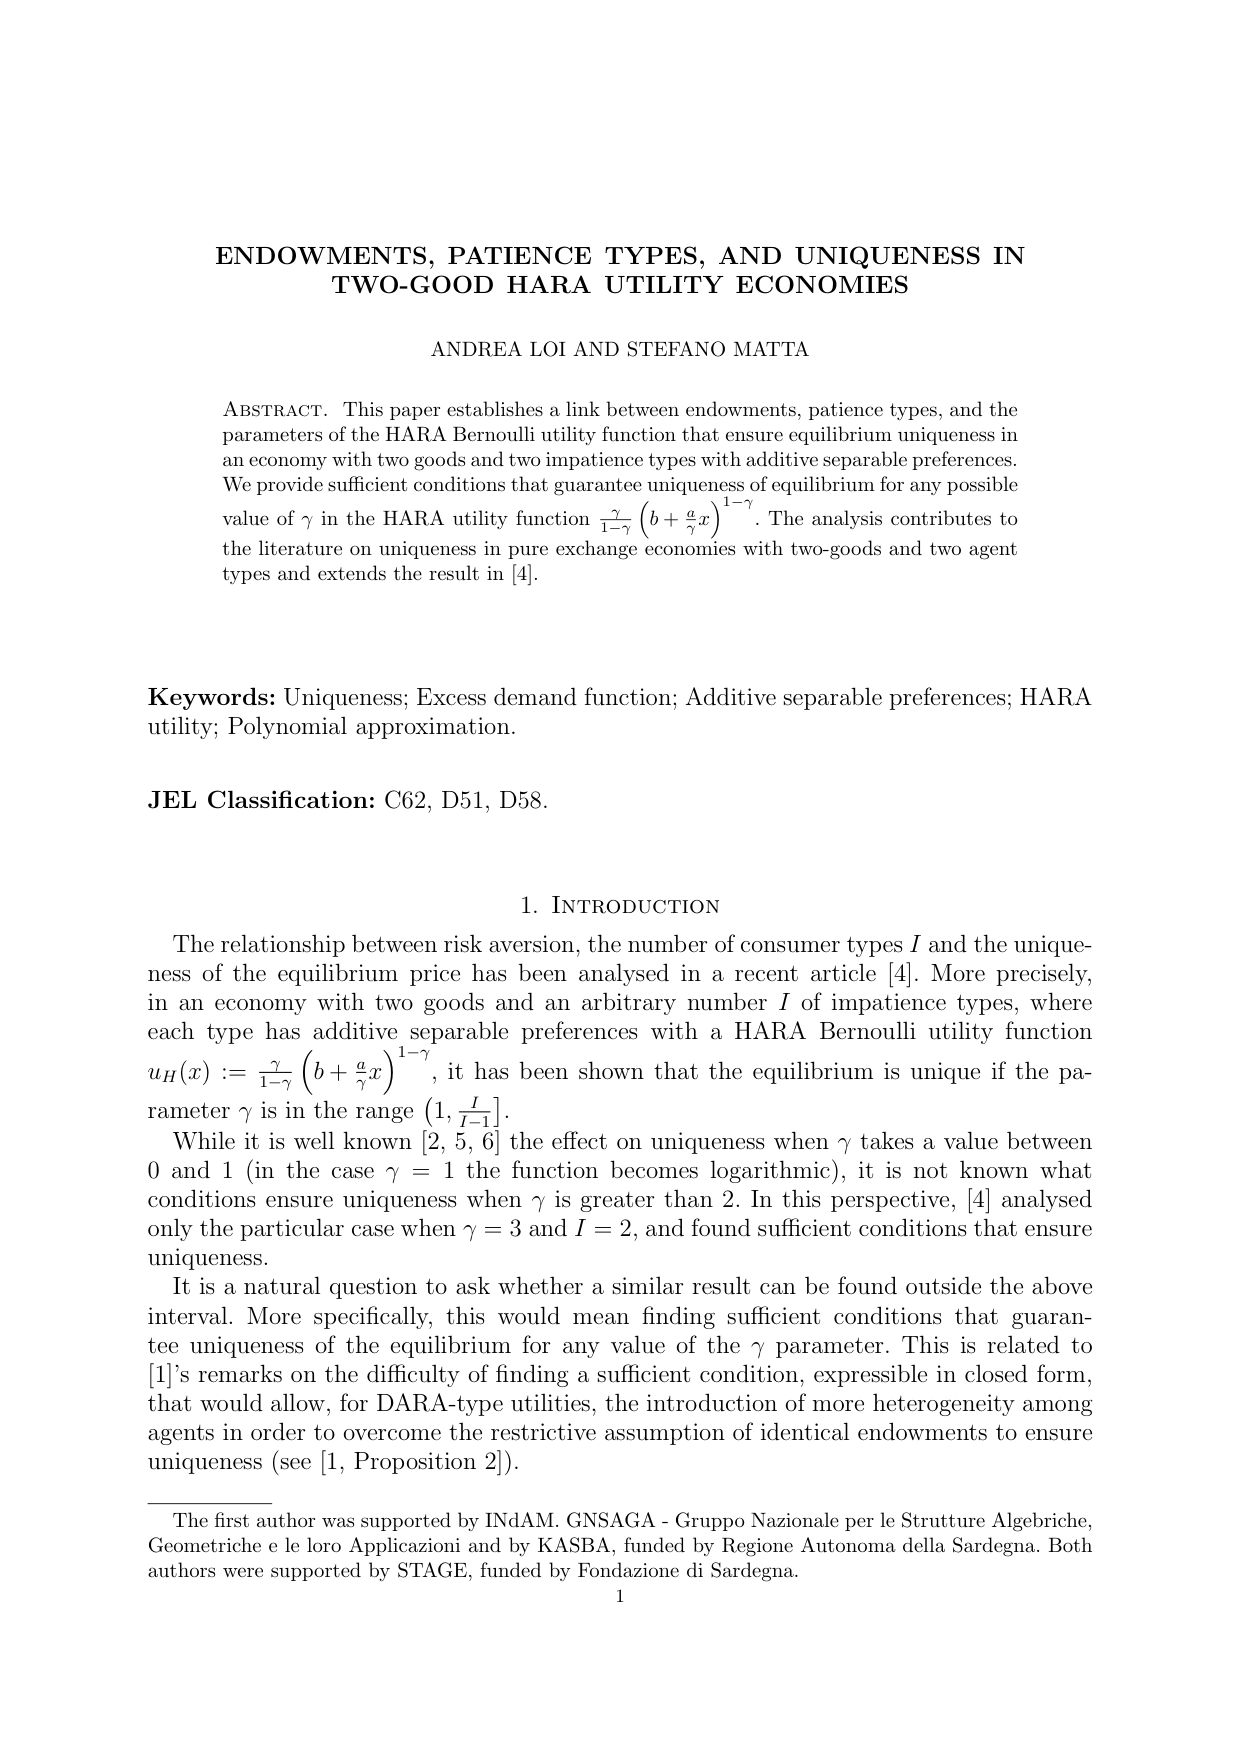 ENDOWMENTS, PATIENCE TYPES, AND UNIQUENESS IN
TWO-GOOD HARA UTILITY ECONOMIES
ANDREA LOI AND STEFANO MATTA
Abstract. This paper establishes a link between endowments, patience types, and the
parameters of the HARA Bernoulli utility function that ensure equilibrium uniqueness in
an economy with two goods and two impatience types with additive separable preferences.
We provide sufficient conditions that guarantee uniqueness of equilibrium for any possible
value of γ in the HARA utility function $\frac{\gamma}{1-\gamma}\left(b+\frac{a}{\gamma}x\right)^{1-\gamma}$. The analysis contributes to
the literature on uniqueness in pure exchange economies with two-goods and two agent
types and extends the result in [4].
Keywords: Uniqueness; Excess demand function; Additive separable preferences; HARA
utility; Polynomial approximation.
JEL Classification: C62, D51, D58.
1. Introduction
The relationship between risk aversion, the number of consumer types I and the unique-
ness of the equilibrium price has been analysed in a recent article [4]. More precisely,
in an economy with two goods and an arbitrary number I of impatience types, where
each type has additive separable preferences with a HARA Bernoulli utility function
$u_H(x) := \frac{\gamma}{1-\gamma}\left(b+\frac{a}{\gamma}x\right)^{1-\gamma}$, it has been shown that the equilibrium is unique if the pa-
rameter γ is in the range $\left(1, \frac{I}{I-1}\right]$.
While it is well known [2, 5, 6] the effect on uniqueness when γ takes a value between
0 and 1 (in the case γ = 1 the function becomes logarithmic), it is not known what
conditions ensure uniqueness when γ is greater than 2. In this perspective, [4] analysed
only the particular case when γ = 3 and I = 2, and found sufficient conditions that ensure
uniqueness.
It is a natural question to ask whether a similar result can be found outside the above
interval. More specifically, this would mean finding sufficient conditions that guaran-
tee uniqueness of the equilibrium for any value of the γ parameter. This is related to
[1]'s remarks on the difficulty of finding a sufficient condition, expressible in closed form,
that would allow, for DARA-type utilities, the introduction of more heterogeneity among
agents in order to overcome the restrictive assumption of identical endowments to ensure
uniqueness (see [1, Proposition 2]).
The first author was supported by INdAM. GNSAGA - Gruppo Nazionale per le Strutture Algebriche,
Geometriche e le loro Applicazioni and by KASBA, funded by Regione Autonoma della Sardegna. Both
authors were supported by STAGE, funded by Fondazione di Sardegna.
1